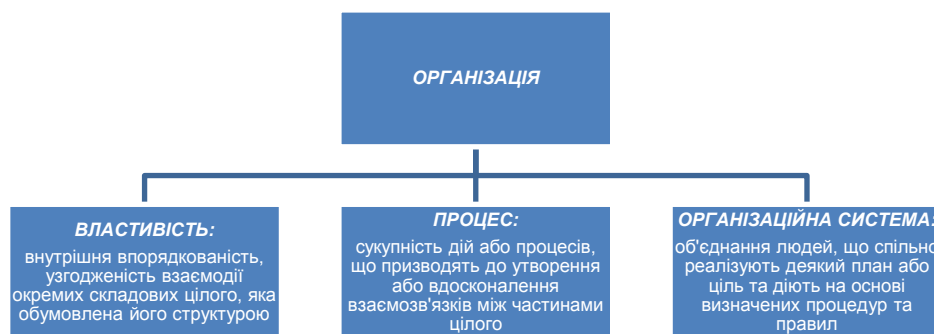 ОРГАНІЗАЦІЯ
ВЛАСТИВІСТЬ:
внутрішня впорядкованість,
узгодженість взаємодії
окремих складових цілого, яка
обумовлена його структурою
ПРОЦЕС:
сукупність дій або процесів,
що призводять до утворення
або вдосконалення
взаємозв'язків між частинами
цілого
ОРГАНІЗАЦІЙНА СИСТЕМА:
об'єднання людей, що спільно
реалізують деякий план або
ціль та діють на основі
визначених процедур та
правил